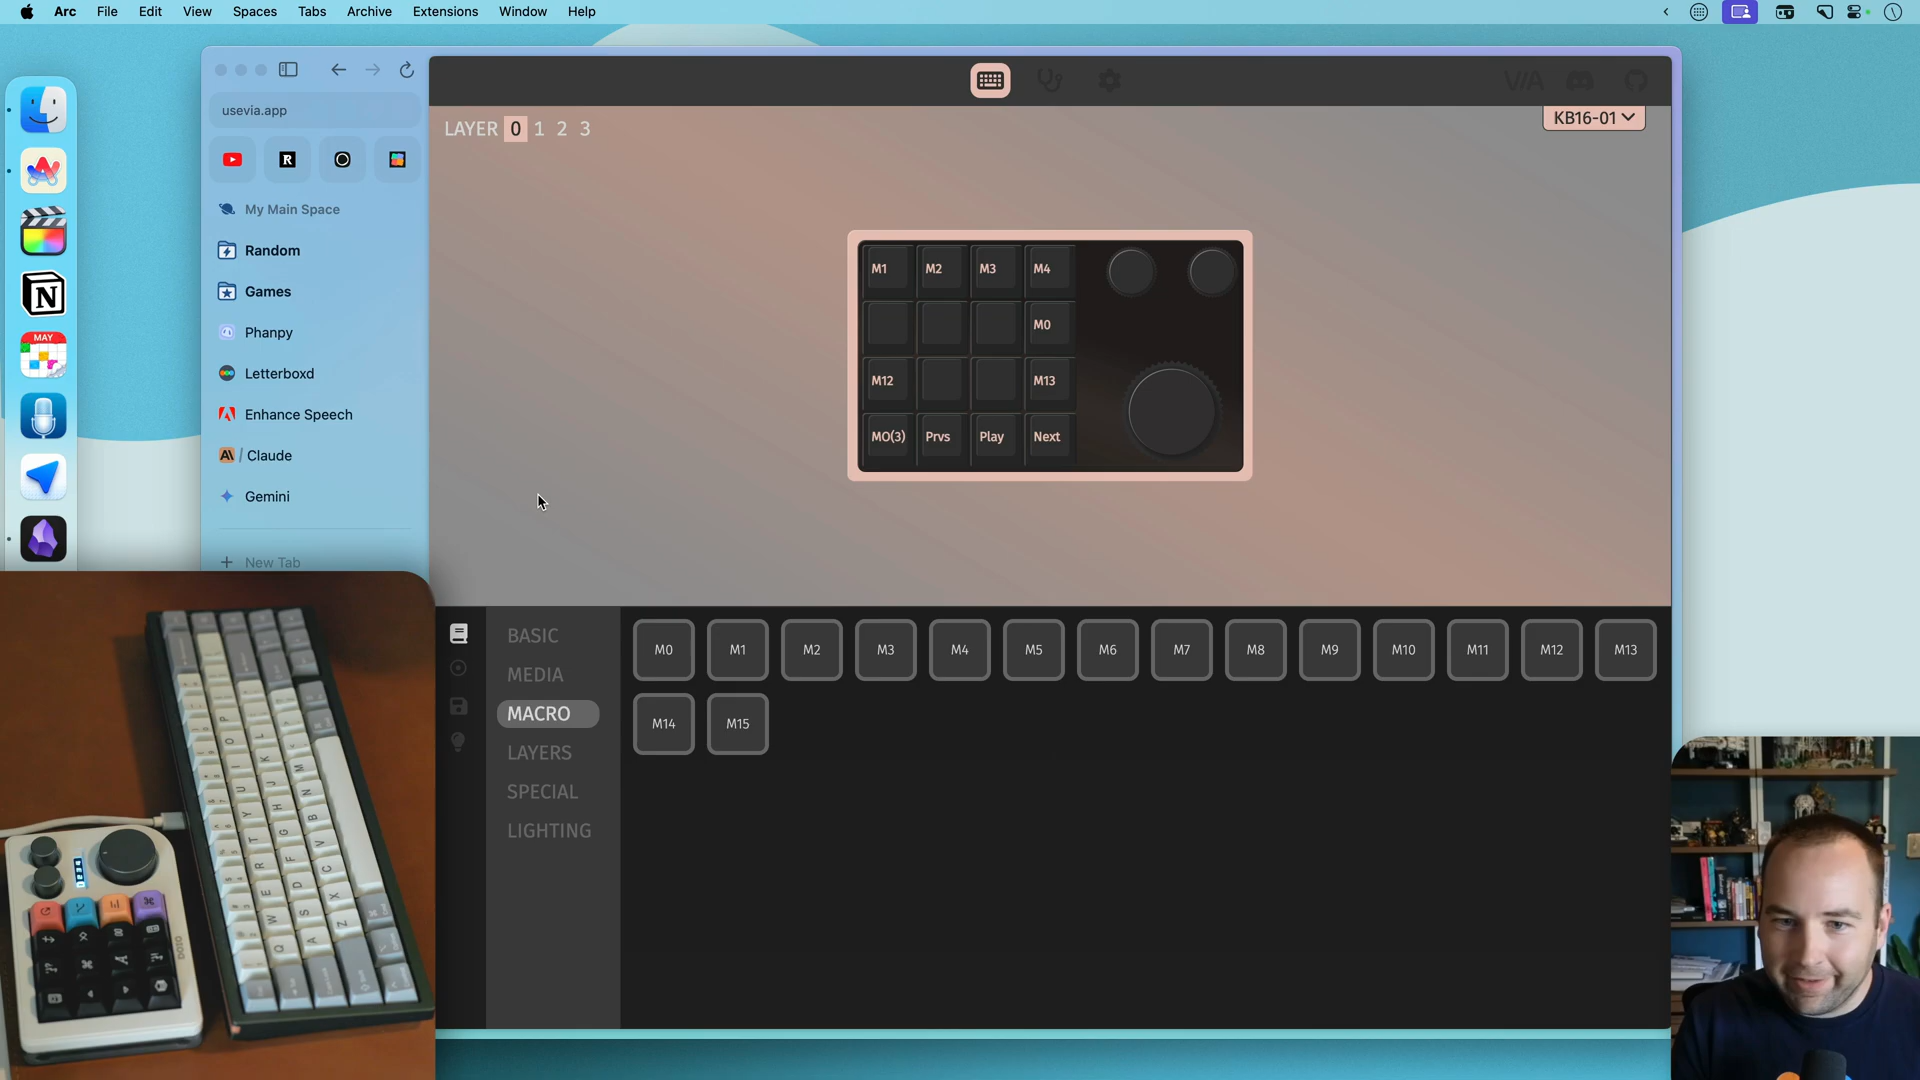 Arc File Edit View Spaces Tabs Archive Extensions Window Help
usevia.app
My Main Space
Random
Games
Phanpy
Letterboxd
Enhance Speech
/ Claude
Gemini
New Tab
MAY
VIA
LAYER 0 1 2 3
KB16-01
M1 M2 M3 M4
M0
M12 M13
MO(3) Prvs Play Next
BASIC
MEDIA
MACRO
LAYERS
SPECIAL
LIGHTING
M0 M1 M2 M3 M4 M5 M6 M7 M8 M9 M10 M11 M12 M13
M14 M15
P O I U Y T R E W Q
L K J H G F D S A
M N B V C X Z
DOIO